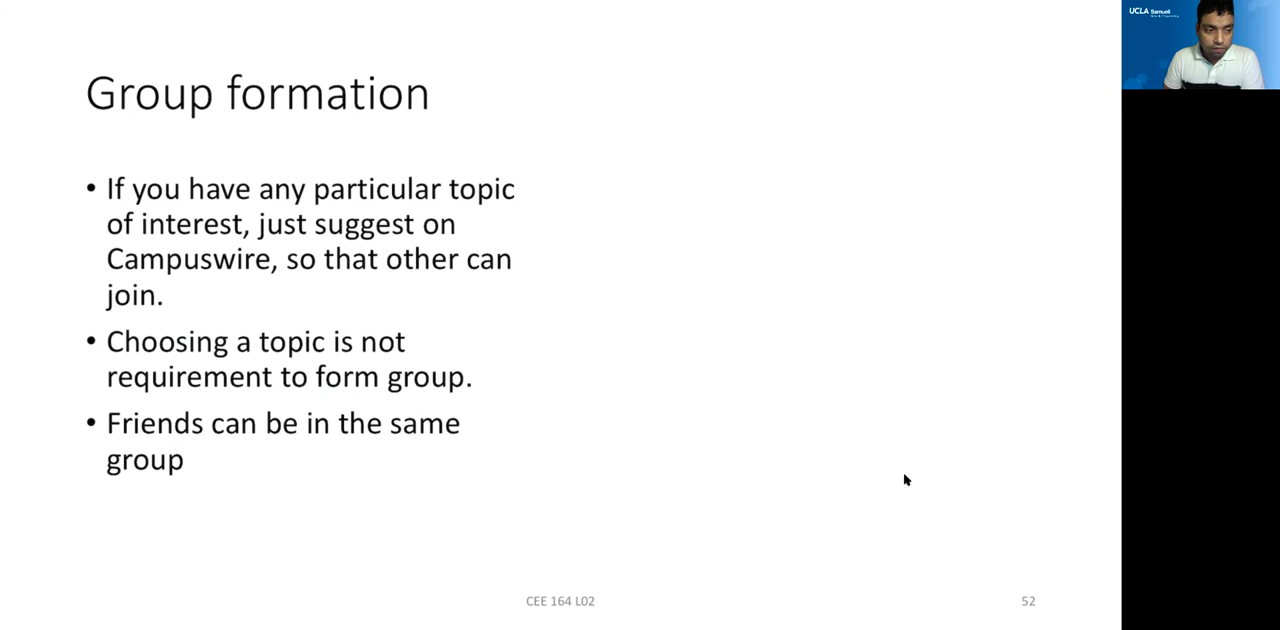 Group formation
• If you have any particular topic
of interest, just suggest on
Campuswire, so that other can
join.
• Choosing a topic is not
requirement to form group.
• Friends can be in the same
group
CEE 164 L02
52
UCLA Samueli